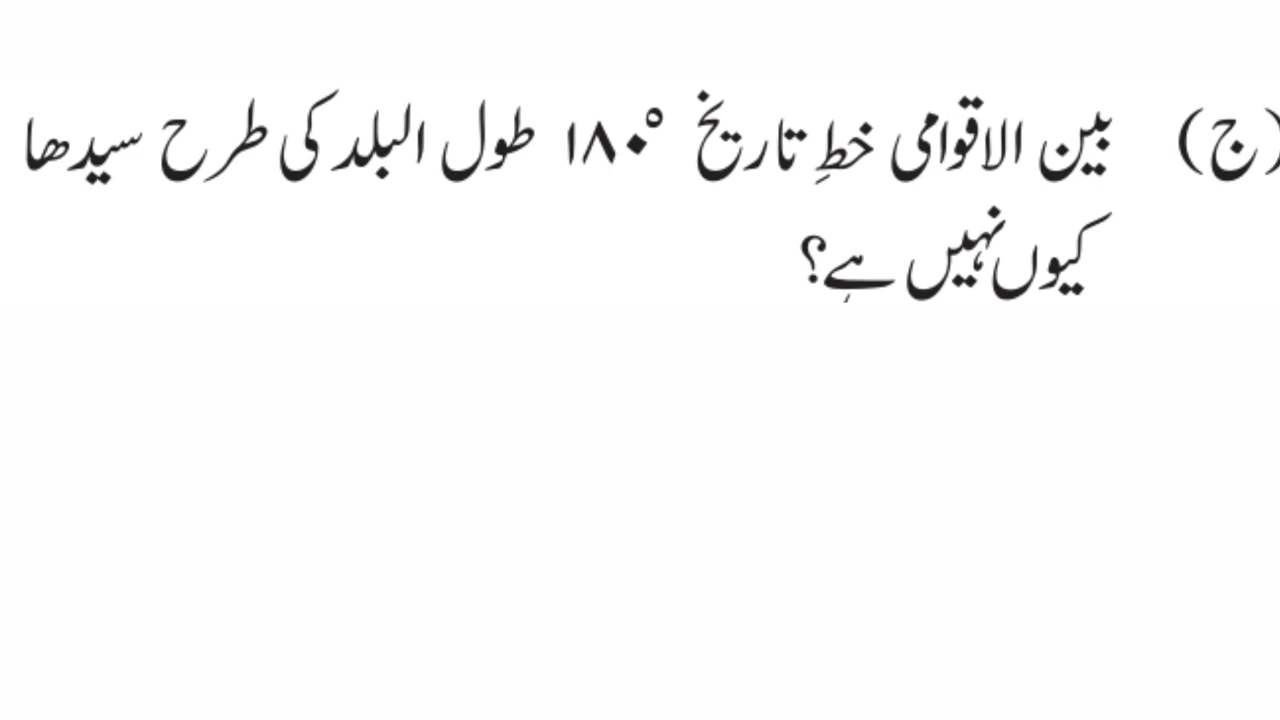 (ج) بین الاقوامی خطِ تاریخ °۱۸۰ طول البلد کی طرح سیدھا
کیوں نہیں ہے؟